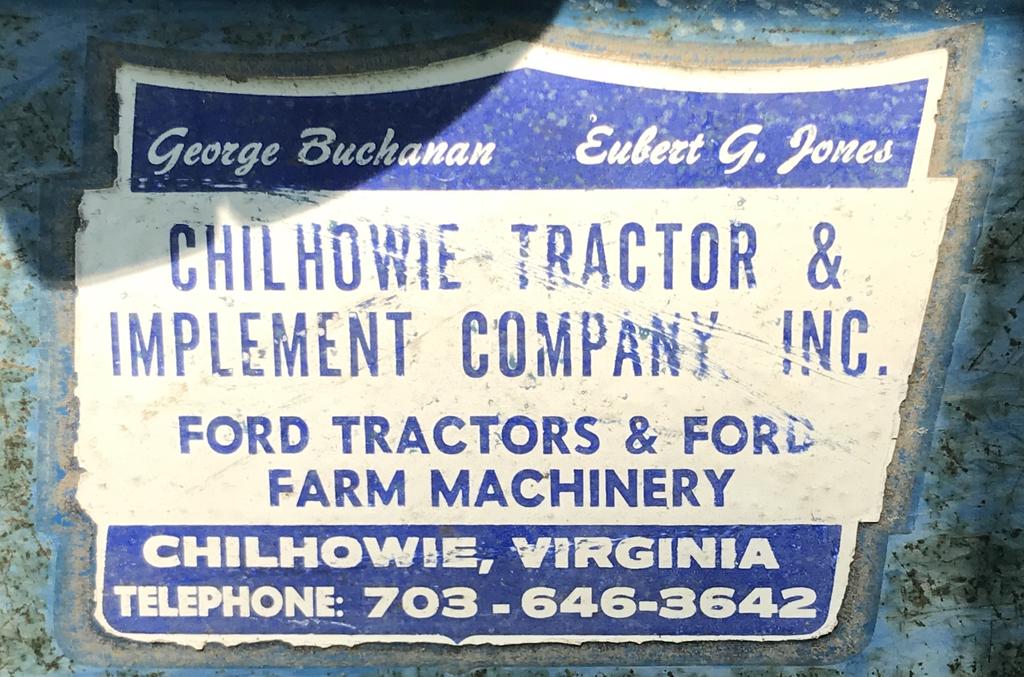 George Buchanan Eubert G. Jones
CHILHOWIE TRACTOR &
IMPLEMENT COMPANY, INC.
FORD TRACTORS & FORD
FARM MACHINERY
CHILHOWIE, VIRGINIA
TELEPHONE: 703 - 646-3642